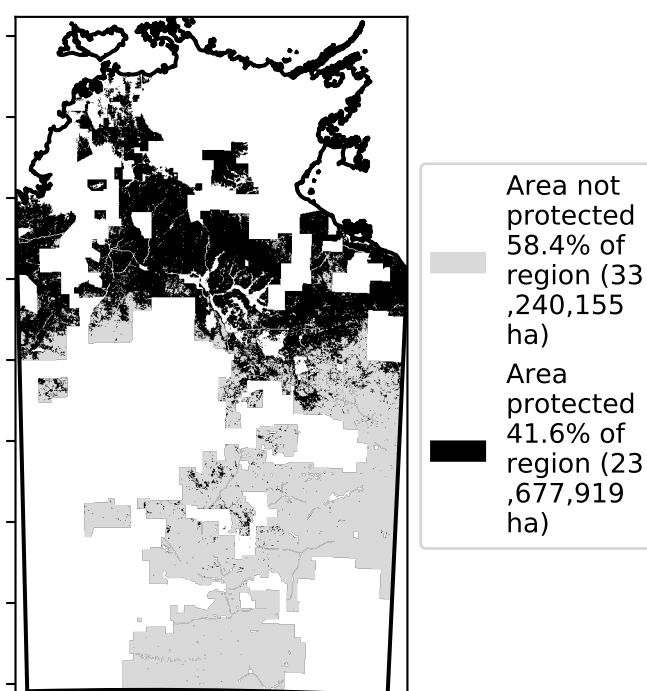 Area not
protected
58.4% of
region (33
,240,155
ha)
Area
protected
41.6% of
region (23
,677,919
ha)